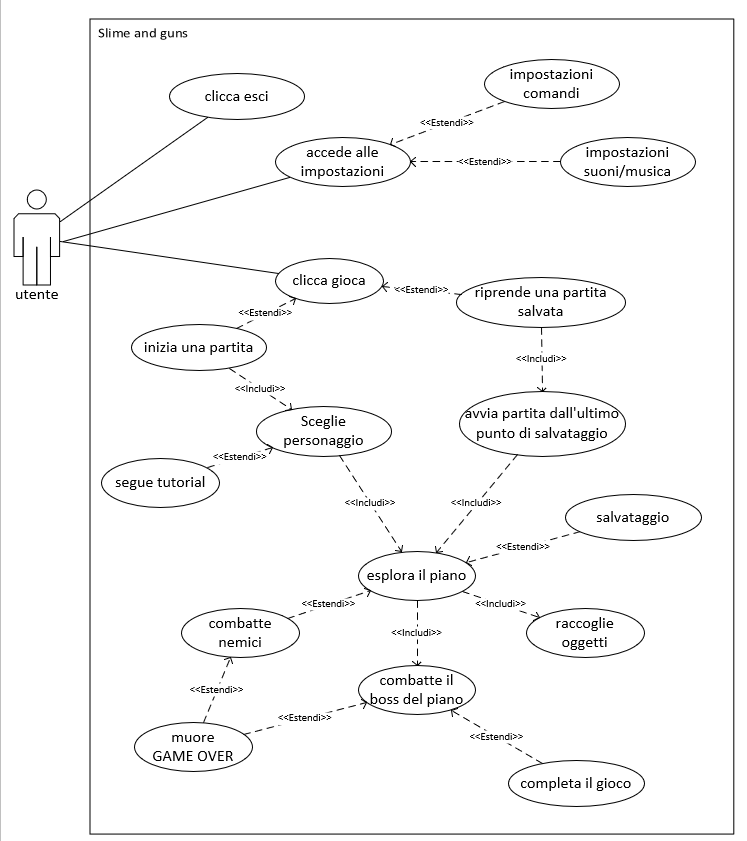 Slime and guns
clicca esci
impostazioni
comandi
<<Estendi>>
accede alle
impostazioni
<<Estendi>>
impostazioni
suoni/musica
utente
clicca gioca
<<Estendi>>
riprende una partita
salvata
<<Estendi>>
inizia una partita
<<Includi>>
<<Includi>>
Sceglie
personaggio
avvia partita dall'ultimo
punto di salvataggio
<<Estendi>>
segue tutorial
<<Includi>>
<<Includi>>
salvataggio
<<Estendi>>
esplora il piano
<<Estendi>>
<<Includi>>
combatte
nemici
<<Includi>>
raccoglie
oggetti
<<Estendi>>
combatte il
boss del piano
<<Estendi>>
muore
GAME OVER
<<Estendi>>
completa il gioco